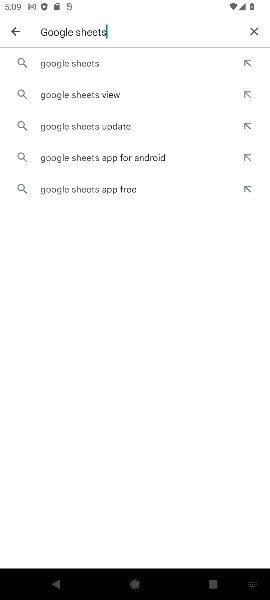 5:09
Google sheets
google sheets
google sheets view
google sheets update
google sheets app for android
google sheets app free